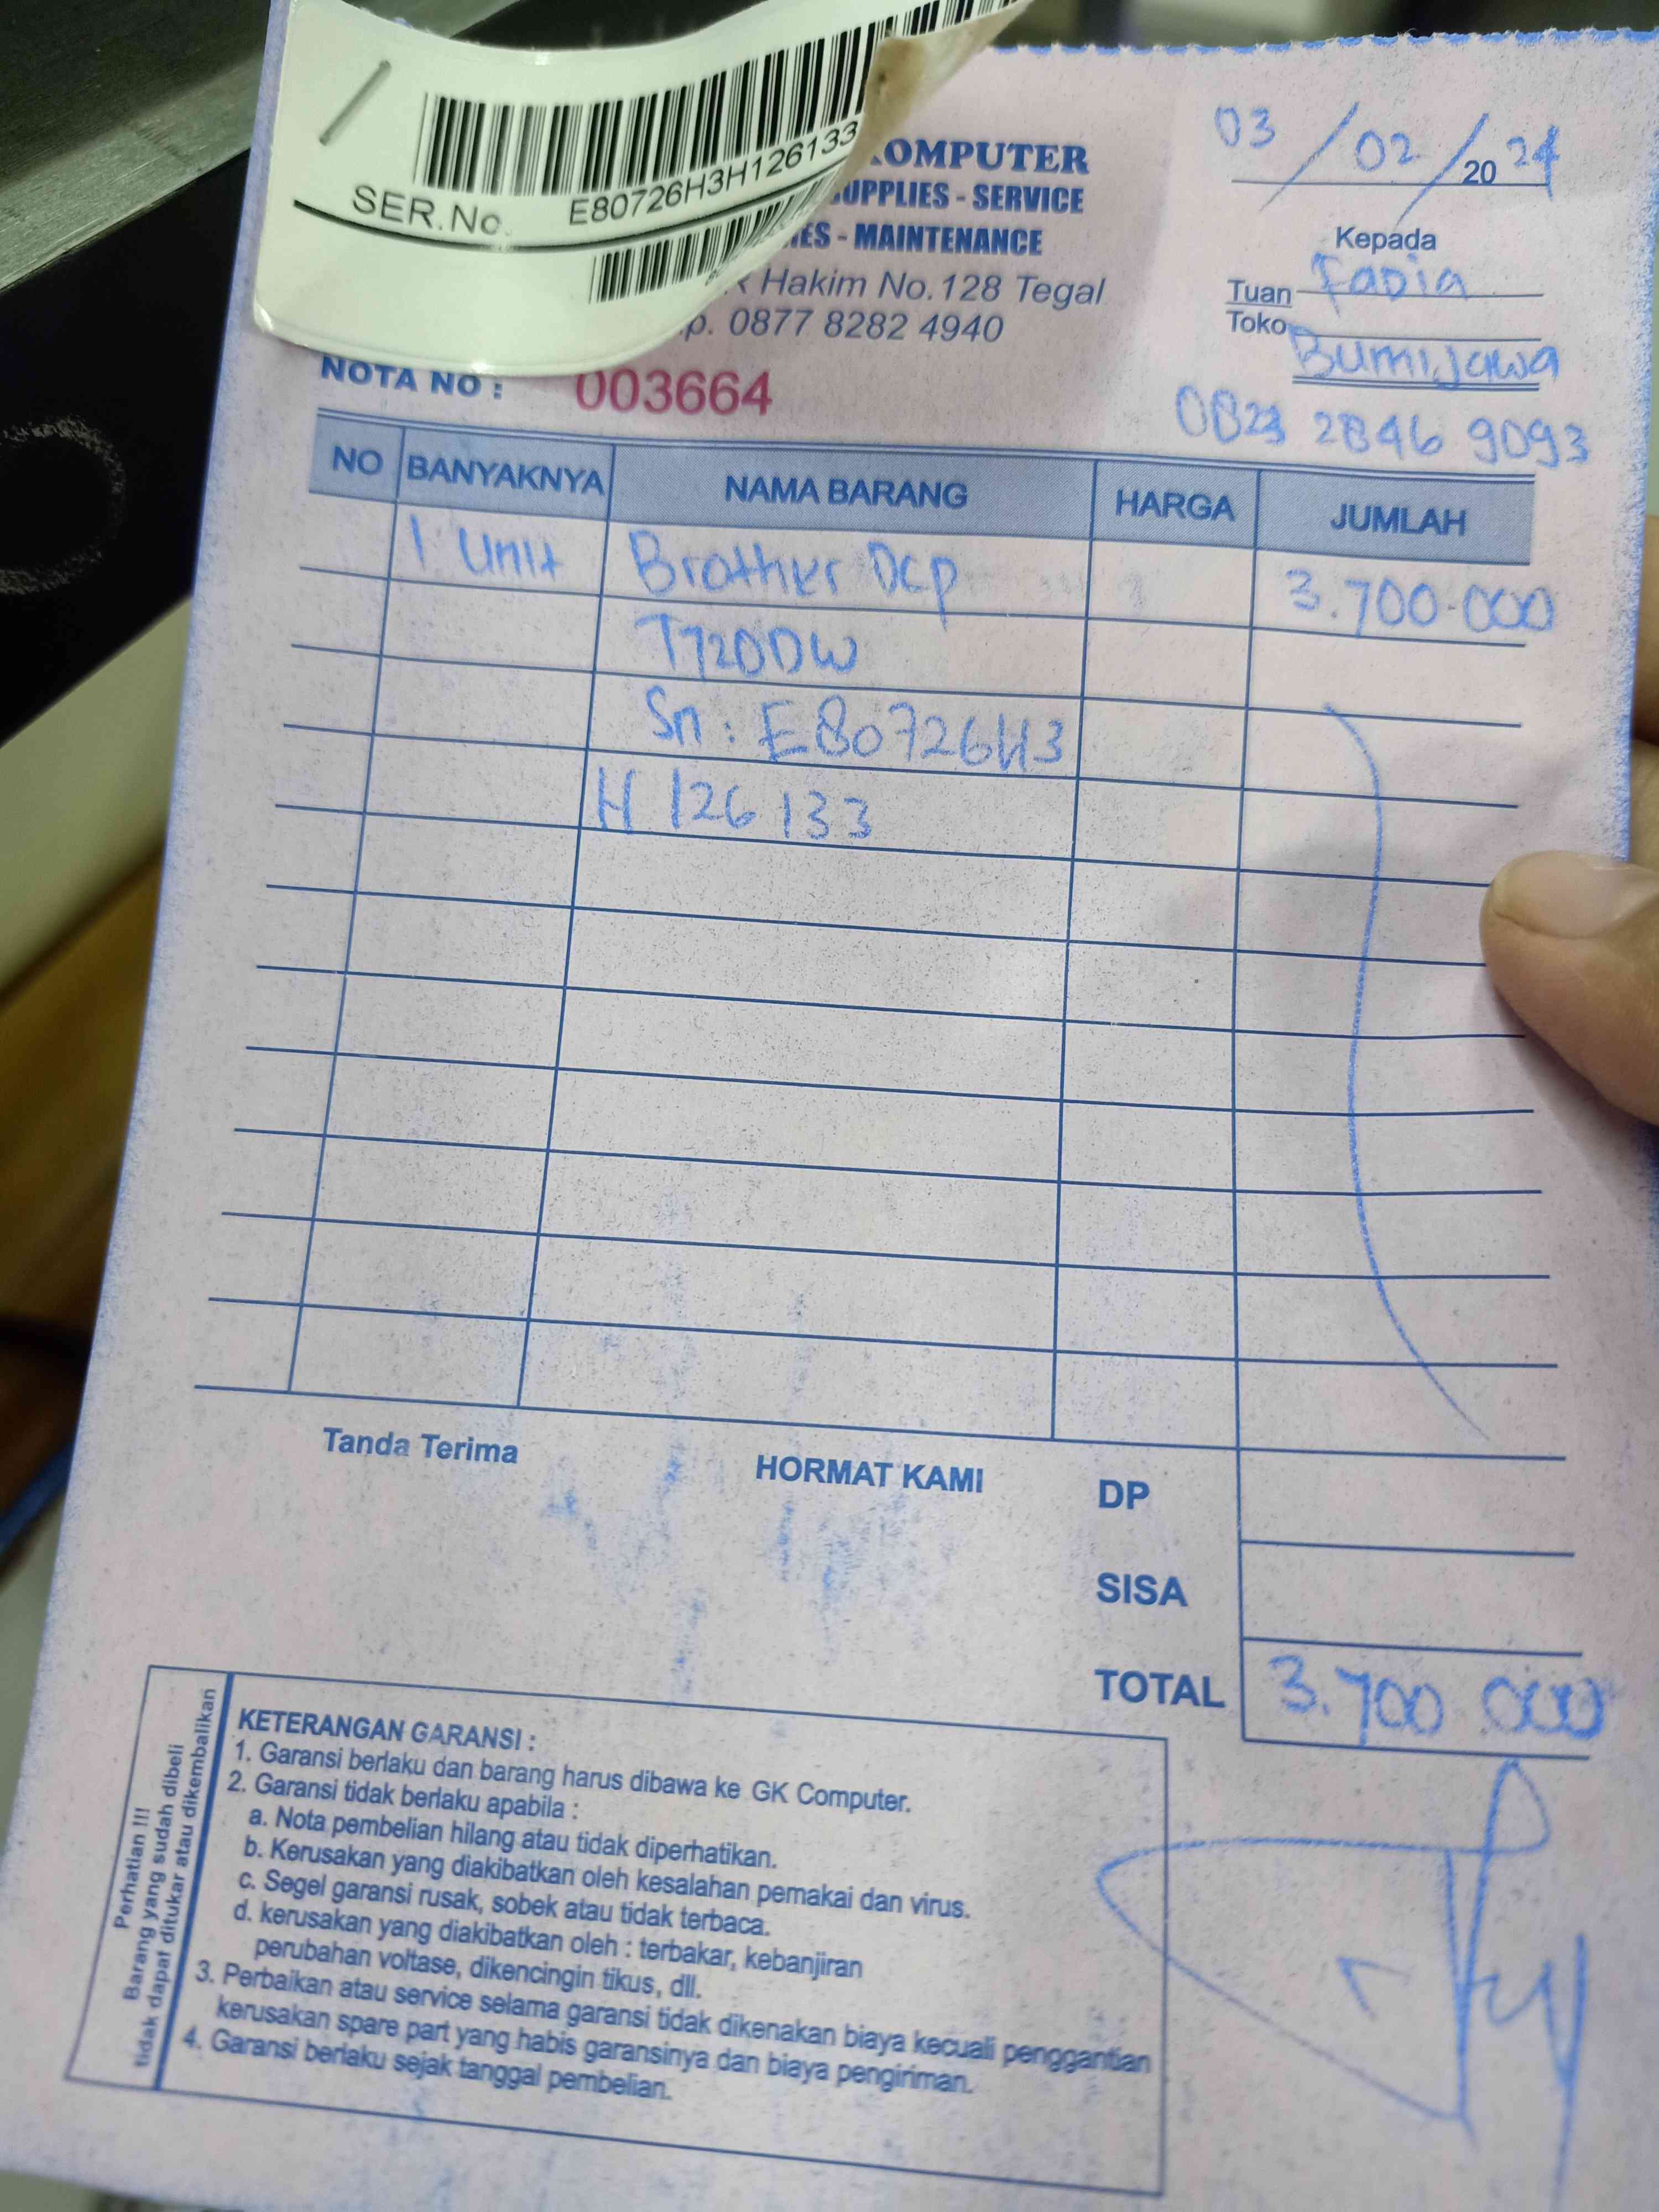 SER.No. E80726H3H126133
COMPUTER
SUPPLIES - SERVICE
- MAINTENANCE
Hakim No.128 Tegal
0877 8282 4940
NOTA NO : 003664
03/02/2024
Kepada
Tuan
Toko
Bumijawa
2846 9093
NO BANYAKNYA NAMA BARANG HARGA JUMLAH
1 Unit Brother Dcp 3.700.000
T720DW
Sn : E80726H3
H 126 133
Tanda Terima HORMAT KAMI DP
SISA
TOTAL 3.700 000
Perhatian !!!
Barang yang sudah dibeli
tidak dapat ditukar atau dikembalikan
KETERANGAN GARANSI :
1. Garansi berlaku dan barang harus dibawa ke GK Computer.
2. Garansi tidak berlaku apabila :
a. Nota pembelian hilang atau tidak diperhatikan.
b. Kerusakan yang diakibatkan oleh kesalahan pemakai dan virus.
c. Segel garansi rusak, sobek atau tidak terbaca.
d. kerusakan yang diakibatkan oleh : terbakar, kebanjiran
perubahan voltase, dikencingin tikus, dll.
3. Perbaikan atau service selama garansi tidak dikenakan biaya kecuali penggantian
kerusakan spare part yang habis garansinya dan biaya pengiriman.
4. Garansi berlaku sejak tanggal pembelian.